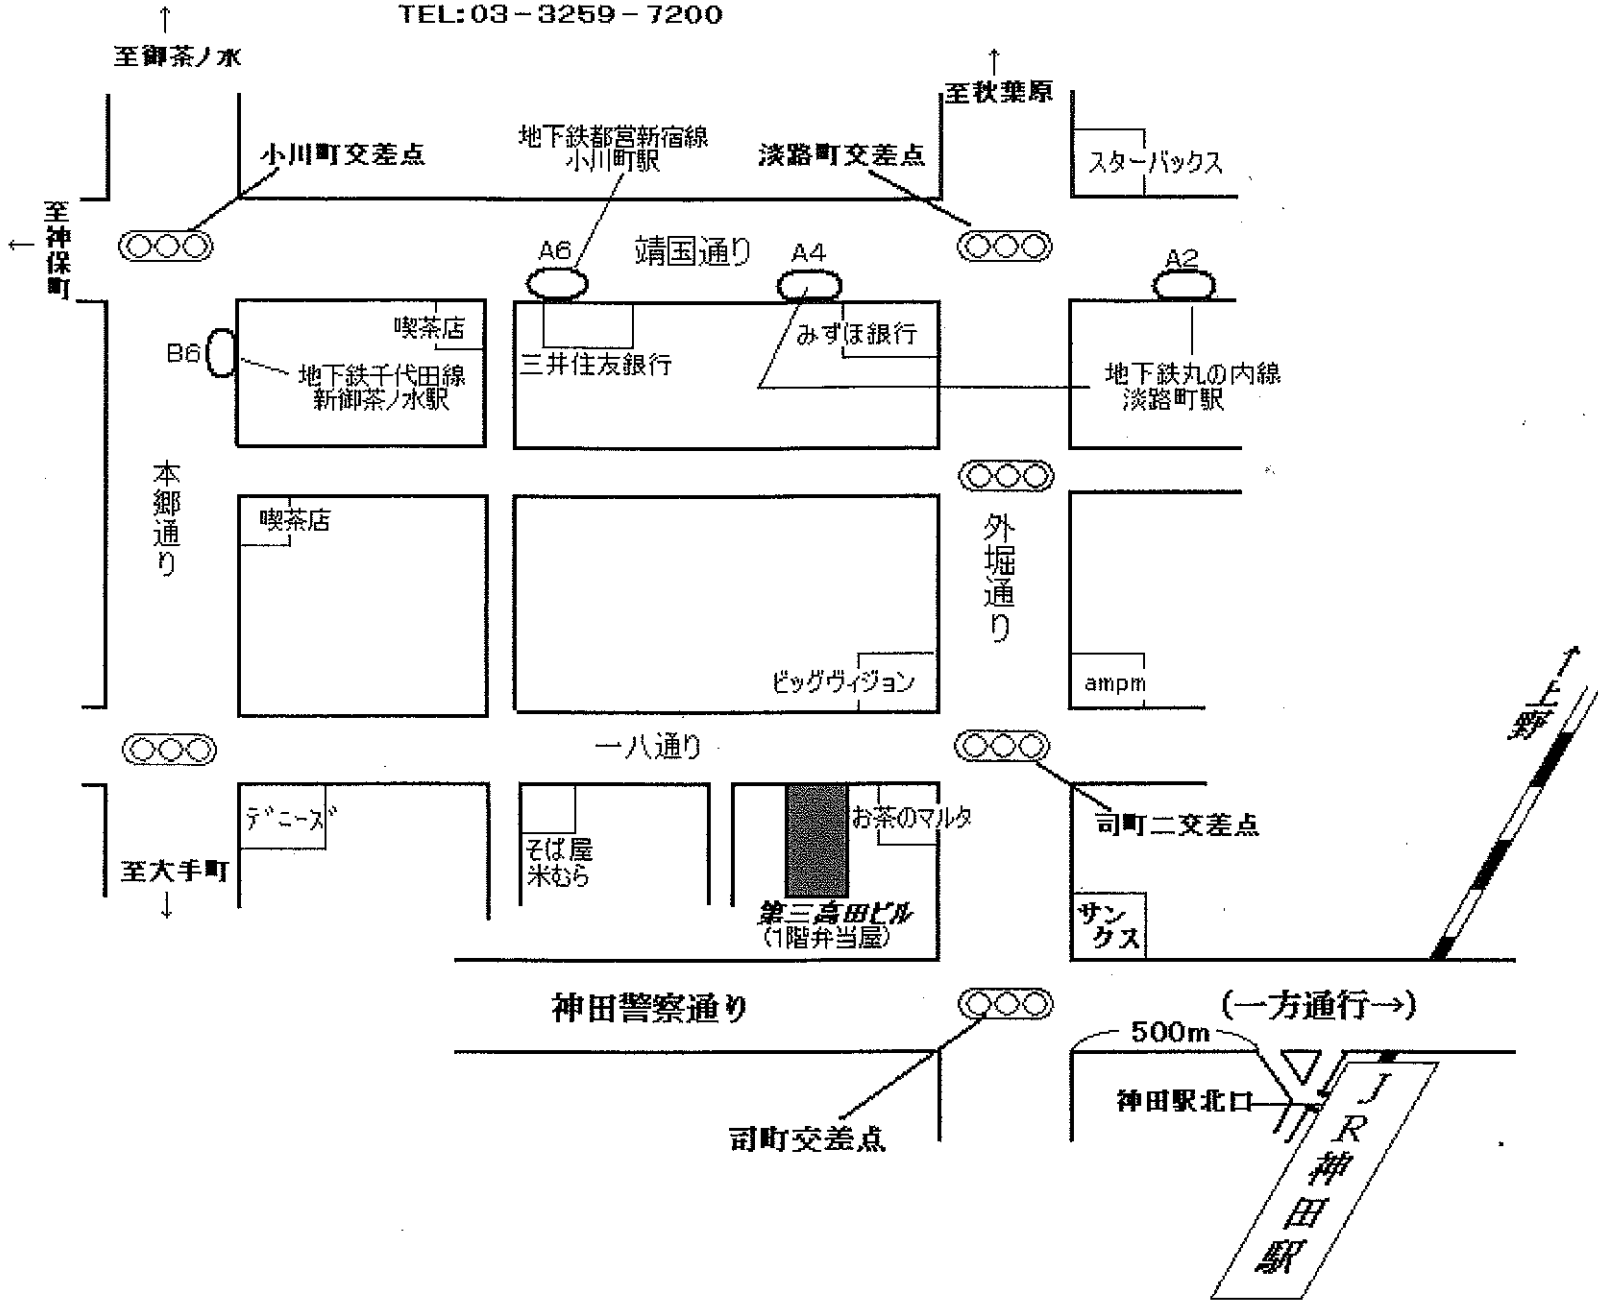 TEL:03-3259-7200
↑
至御茶ノ水
↑
至秋葉原
小川町交差点
地下鉄都営新宿線
小川町駅
淡路町交差点
スターバックス
←
至神保町
靖国通り
A6
A4
A2
B6
喫茶店
三井住友銀行
みずほ銀行
地下鉄千代田線
新御茶ノ水駅
地下鉄丸の内線
淡路町駅
本郷通り
喫茶店
外堀通り
ビッグヴィジョン
ampm
↑
上野
一八通り
デニーズ
そば屋
米むら
お茶のマルタ
司町二交差点
至大手町
↓
第三高田ビル
(1階弁当屋)
サン
クス
神田警察通り
(一方通行→)
500m
神田駅北口
司町交差点
JR神田駅